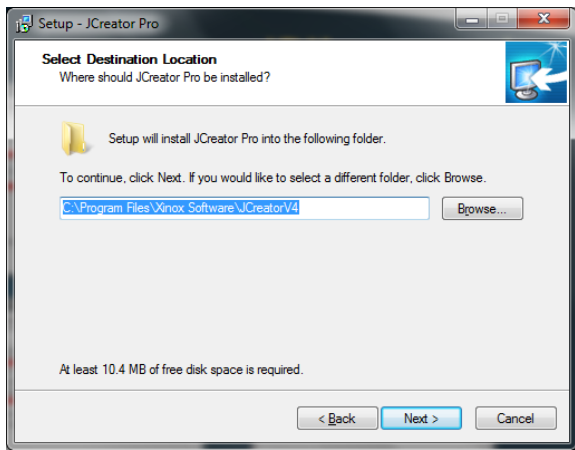 Setup - JCreator Pro
Select Destination Location
Where should JCreator Pro be installed?
Setup will install JCreator Pro into the following folder.
To continue, click Next. If you would like to select a different folder, click Browse.
C:\Program Files\Xinox Software\JCreatorV4
Browse...
At least 10.4 MB of free disk space is required.
< Back
Next >
Cancel